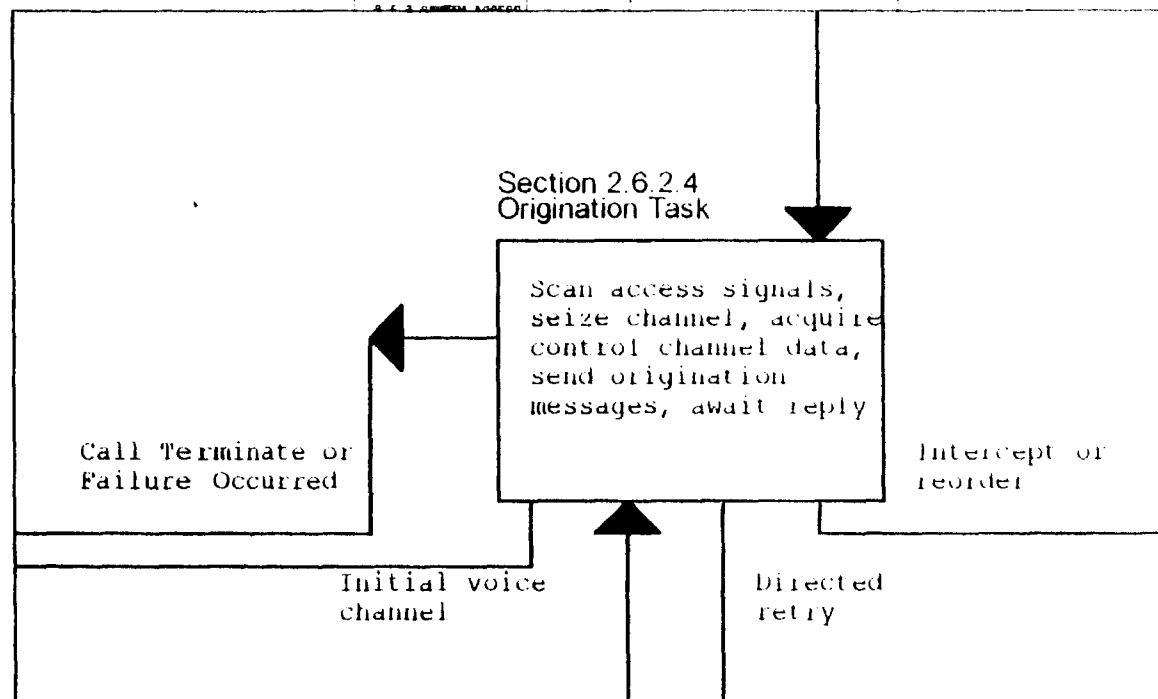 Section 2.6.2.4
Origination Task
Scan access signals,
seize channel, acquire
control channel data,
send origination
messages, await reply
Call Terminate or
Failure Occurred
Intercept or
reorder
Initial voice
channel
Directed
retry